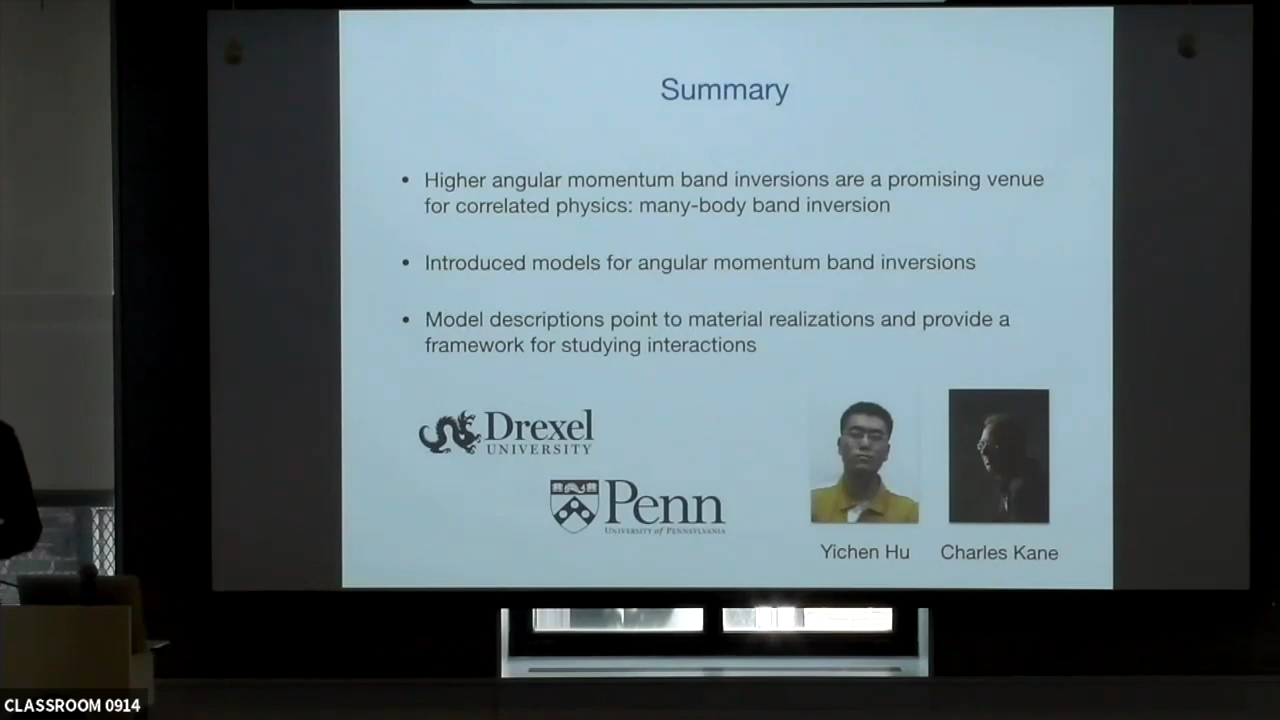 Summary
• Higher angular momentum band inversions are a promising venue
for correlated physics: many-body band inversion
• Introduced models for angular momentum band inversions
• Model descriptions point to material realizations and provide a
framework for studying interactions
Drexel
UNIVERSITY
Penn
UNIVERSITY of PENNSYLVANIA
Yichen Hu
Charles Kane
CLASSROOM 0914